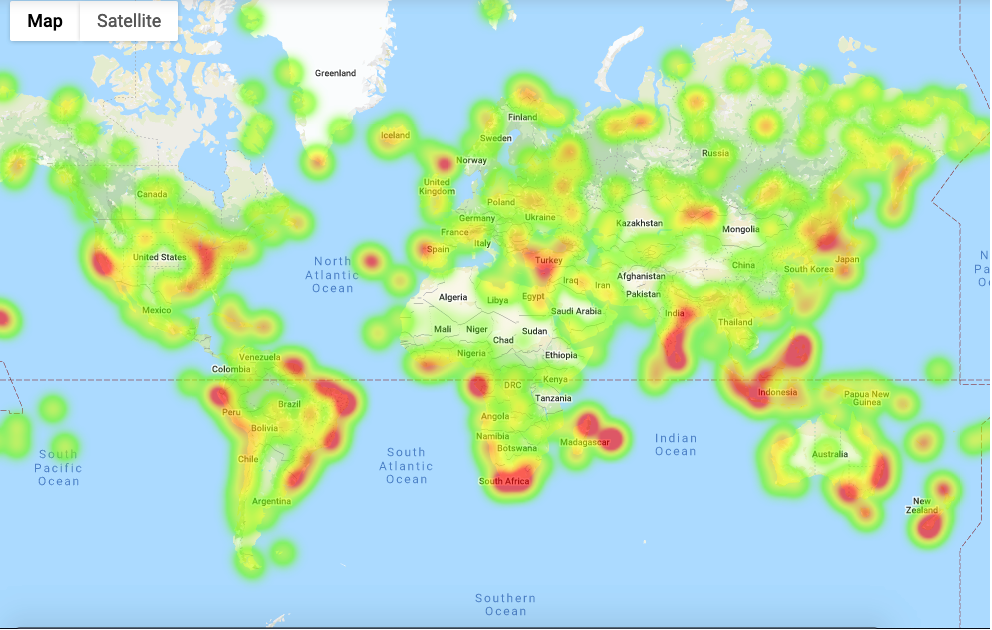 Map Satellite
Greenland
Iceland
Finland
Sweden
Norway
Russia
Canada
United
Kingdom
Poland
Germany
Ukraine
Kazakhstan
Mongolia
France
Spain
Italy
United States
North
Atlantic
Ocean
Turkey
Afghanistan
China
South Korea
Japan
N
Pa
Oc
Algeria
Libya
Egypt
Iraq
Iran
Pakistan
Mexico
Saudi Arabia
India
Thailand
Mali
Niger
Chad
Sudan
Venezuela
Colombia
Nigeria
Ethiopia
DRC
Kenya
Tanzania
Indonesia
Papua New
Guinea
Peru
Brazil
Bolivia
Angola
Namibia
Botswana
Madagascar
South
Pacific
Ocean
Chile
South
Atlantic
Ocean
Indian
Ocean
Australia
South Africa
Argentina
New
Zealand
Southern
Ocean